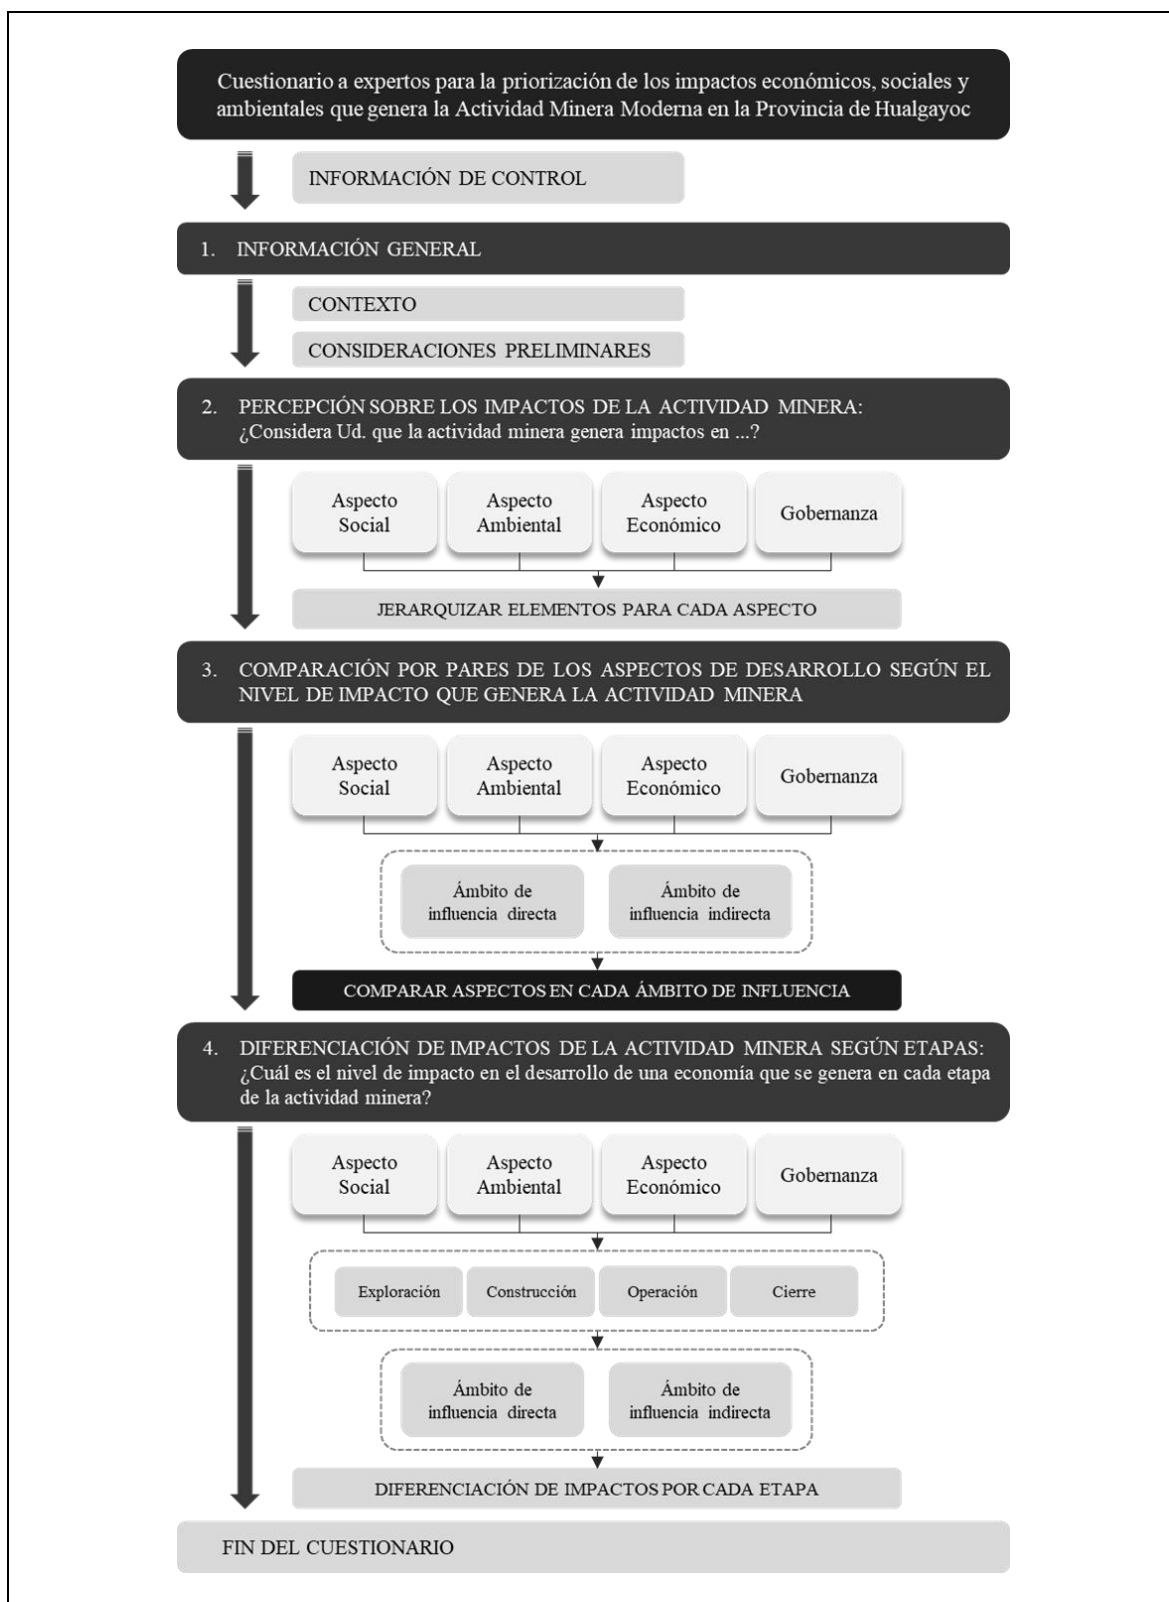 Cuestionario a expertos para la priorización de los impactos económicos, sociales y
ambientales que genera la Actividad Minera Moderna en la Provincia de Hualgayoc
INFORMACIÓN DE CONTROL
1. INFORMACIÓN GENERAL
CONTEXTO
CONSIDERACIONES PRELIMINARES
2. PERCEPCIÓN SOBRE LOS IMPACTOS DE LA ACTIVIDAD MINERA:
¿Considera Ud. que la actividad minera genera impactos en ...?
Aspecto
Social
Aspecto
Ambiental
Aspecto
Económico
Gobernanza
JERARQUIZAR ELEMENTOS PARA CADA ASPECTO
3. COMPARACIÓN POR PARES DE LOS ASPECTOS DE DESARROLLO SEGÚN EL
NIVEL DE IMPACTO QUE GENERA LA ACTIVIDAD MINERA
Aspecto
Social
Aspecto
Ambiental
Aspecto
Económico
Gobernanza
Ámbito de
influencia directa
Ámbito de
influencia indirecta
COMPARAR ASPECTOS EN CADA ÁMBITO DE INFLUENCIA
4. DIFERENCIACIÓN DE IMPACTOS DE LA ACTIVIDAD MINERA SEGÚN ETAPAS:
¿Cuál es el nivel de impacto en el desarrollo de una economía que se genera en cada etapa
de la actividad minera?
Aspecto
Social
Aspecto
Ambiental
Aspecto
Económico
Gobernanza
Exploración
Construcción
Operación
Cierre
Ámbito de
influencia directa
Ámbito de
influencia indirecta
DIFERENCIACIÓN DE IMPACTOS POR CADA ETAPA
FIN DEL CUESTIONARIO